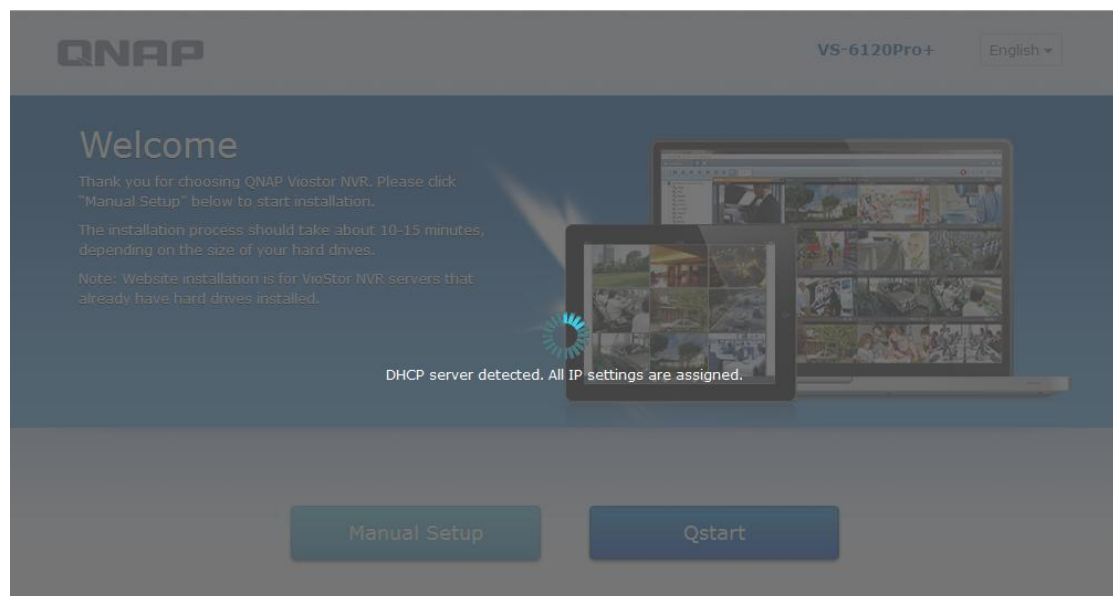 QNAP
VS-6120Pro+
English
Welcome
Thank you for choosing QNAP Viostor NVR. Please click
"Manual Setup" below to start installation.
The installation process should take about 10-15 minutes,
depending on the size of your hard drives.
Note: Website installation is for VioStor NVR servers that
already have hard drives installed.
DHCP server detected. All IP settings are assigned.
Manual Setup
Qstart